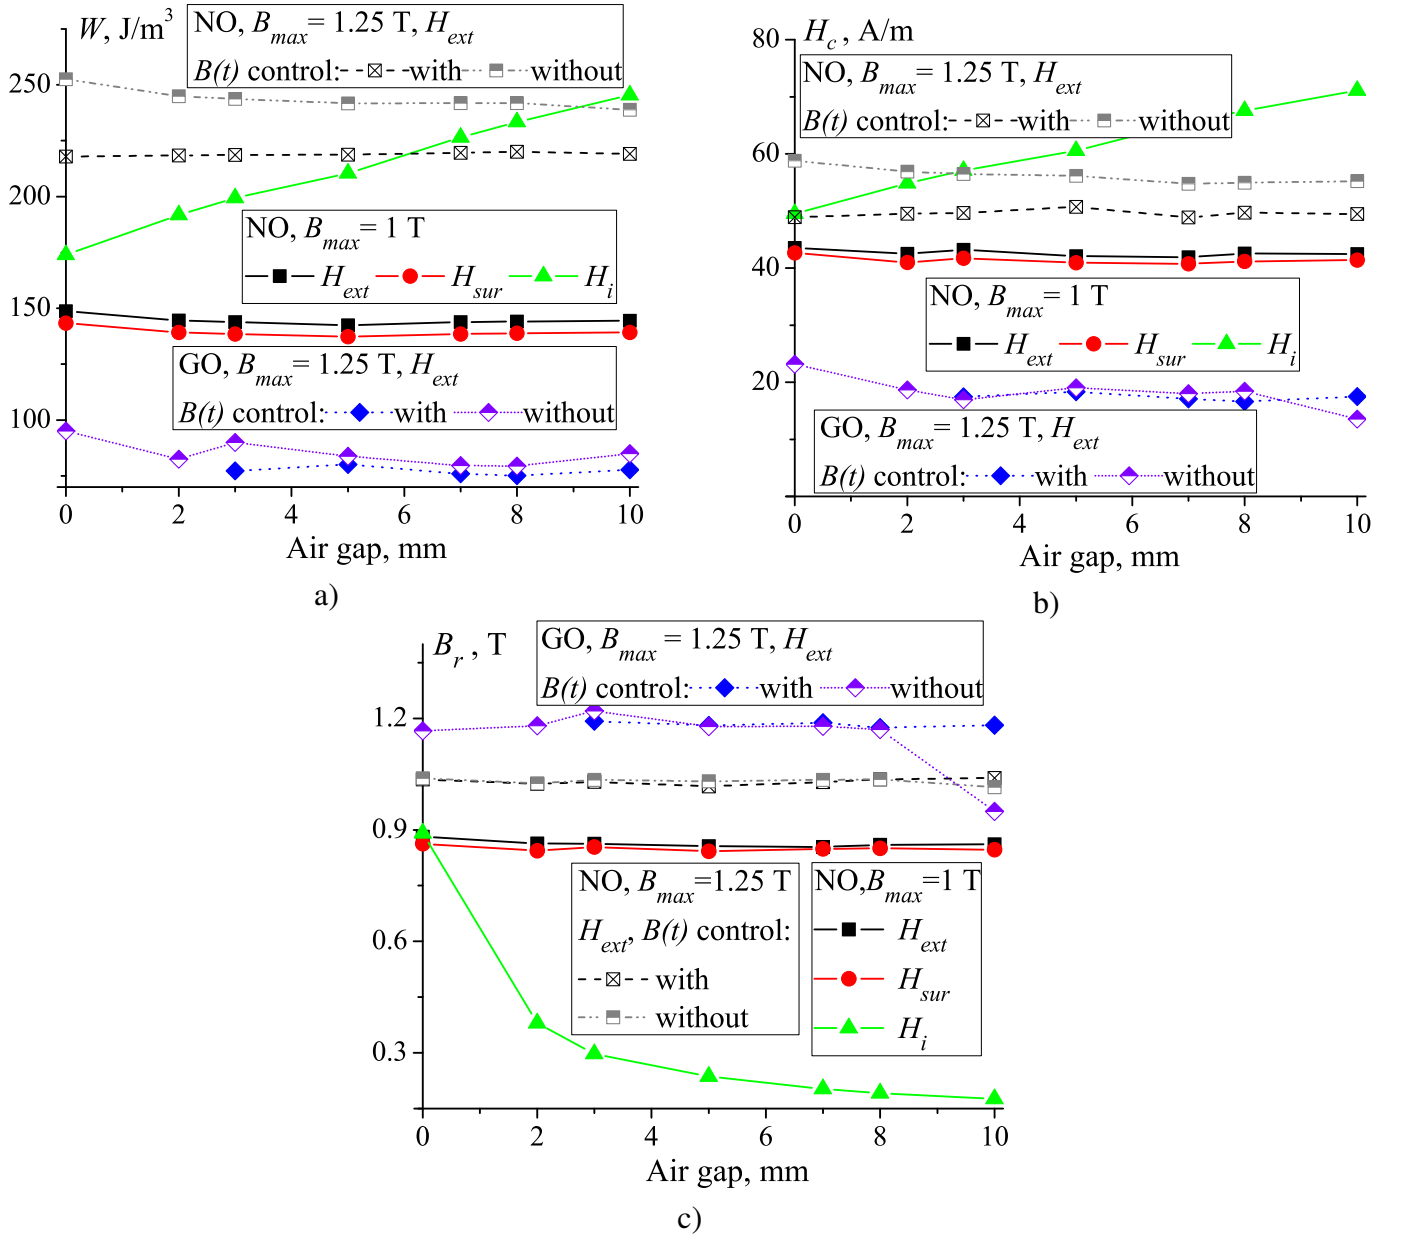 W, J/m³
NO, Bmax= 1.25 T, Hext
B(t) control: with without
250
200
150
100
NO, Bmax= 1 T
Hext Hsur Hi
GO, Bmax= 1.25 T, Hext
B(t) control: with without
0 2 4 6 8 10
Air gap, mm
a)
Hc , A/m
80
60
40
20
NO, Bmax= 1.25 T, Hext
B(t) control: with without
NO, Bmax= 1 T
Hext Hsur Hi
GO, Bmax= 1.25 T, Hext
B(t) control: with without
0 2 4 6 8 10
Air gap, mm
b)
Br , T
GO, Bmax = 1.25 T, Hext
B(t) control: with without
1.2
0.9
0.6
0.3
NO, Bmax=1.25 T
Hext, B(t) control:
with
without
NO,Bmax=1 T
Hext
Hsur
Hi
0 2 4 6 8 10
Air gap, mm
c)